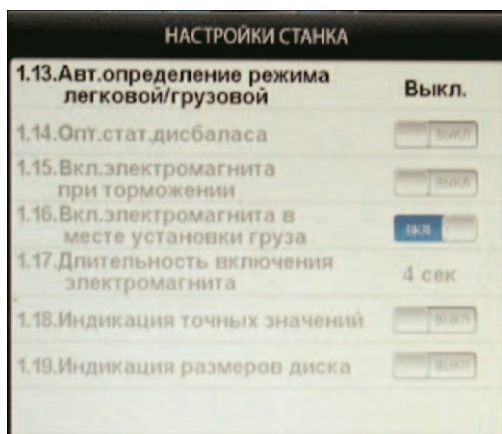 НАСТРОЙКИ СТАНКА
1.13.Авт.определение режима
легковой/грузовой
Выкл.
1.14.Опт.стат.дисбаласа
ВЫКЛ
1.15.Вкл.электромагнита
при торможении
ВЫКЛ
1.16.Вкл.электромагнита в
месте установки груза
ВКЛ
1.17.Длительность включения
электромагнита
4 сек
1.18.Индикация точных значений
ВЫКЛ
1.19.Индикация размеров диска
ВЫКЛ